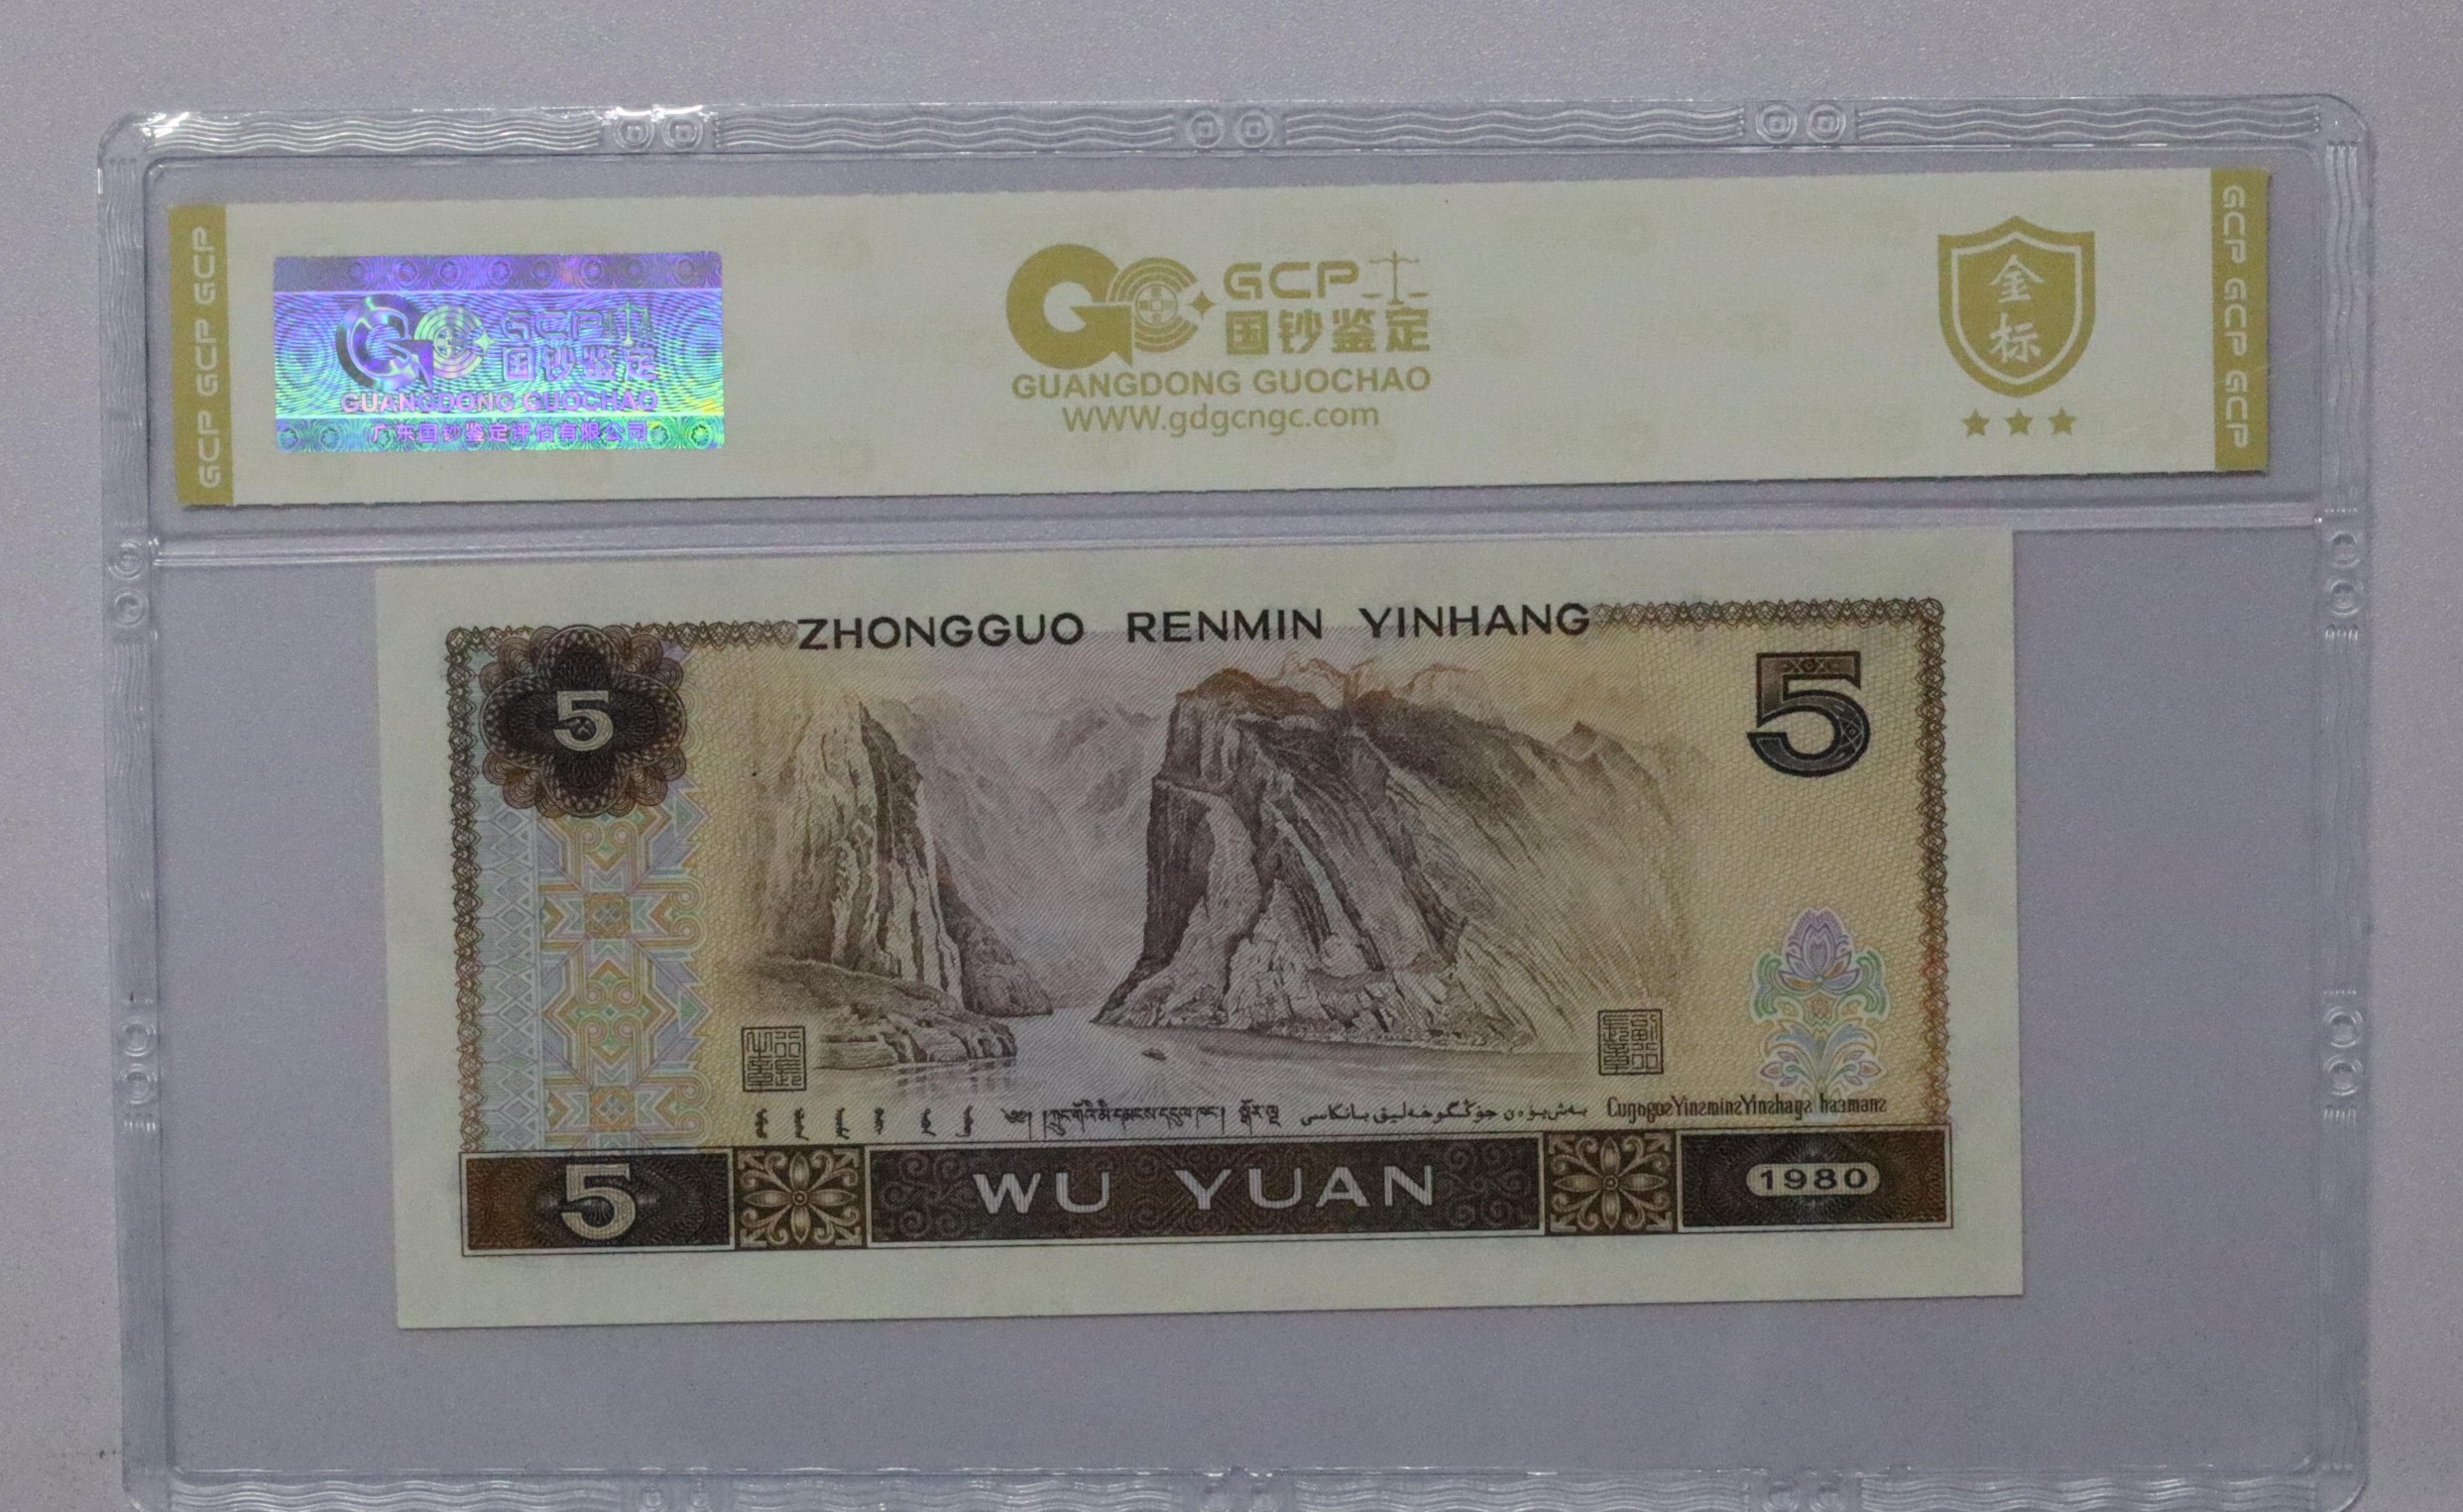 GCP GCP GCP
GCP
国钞鉴定
GUANGDONG GUOCHAO
广东国钞鉴定评估有限公司
GCP
国钞鉴定
GUANGDONG GUOCHAO
WWW.gdgcngc.com
金标
GCP GCP GCP
ZHONGGUO RENMIN YINHANG
5
5
5
WU YUAN
1980